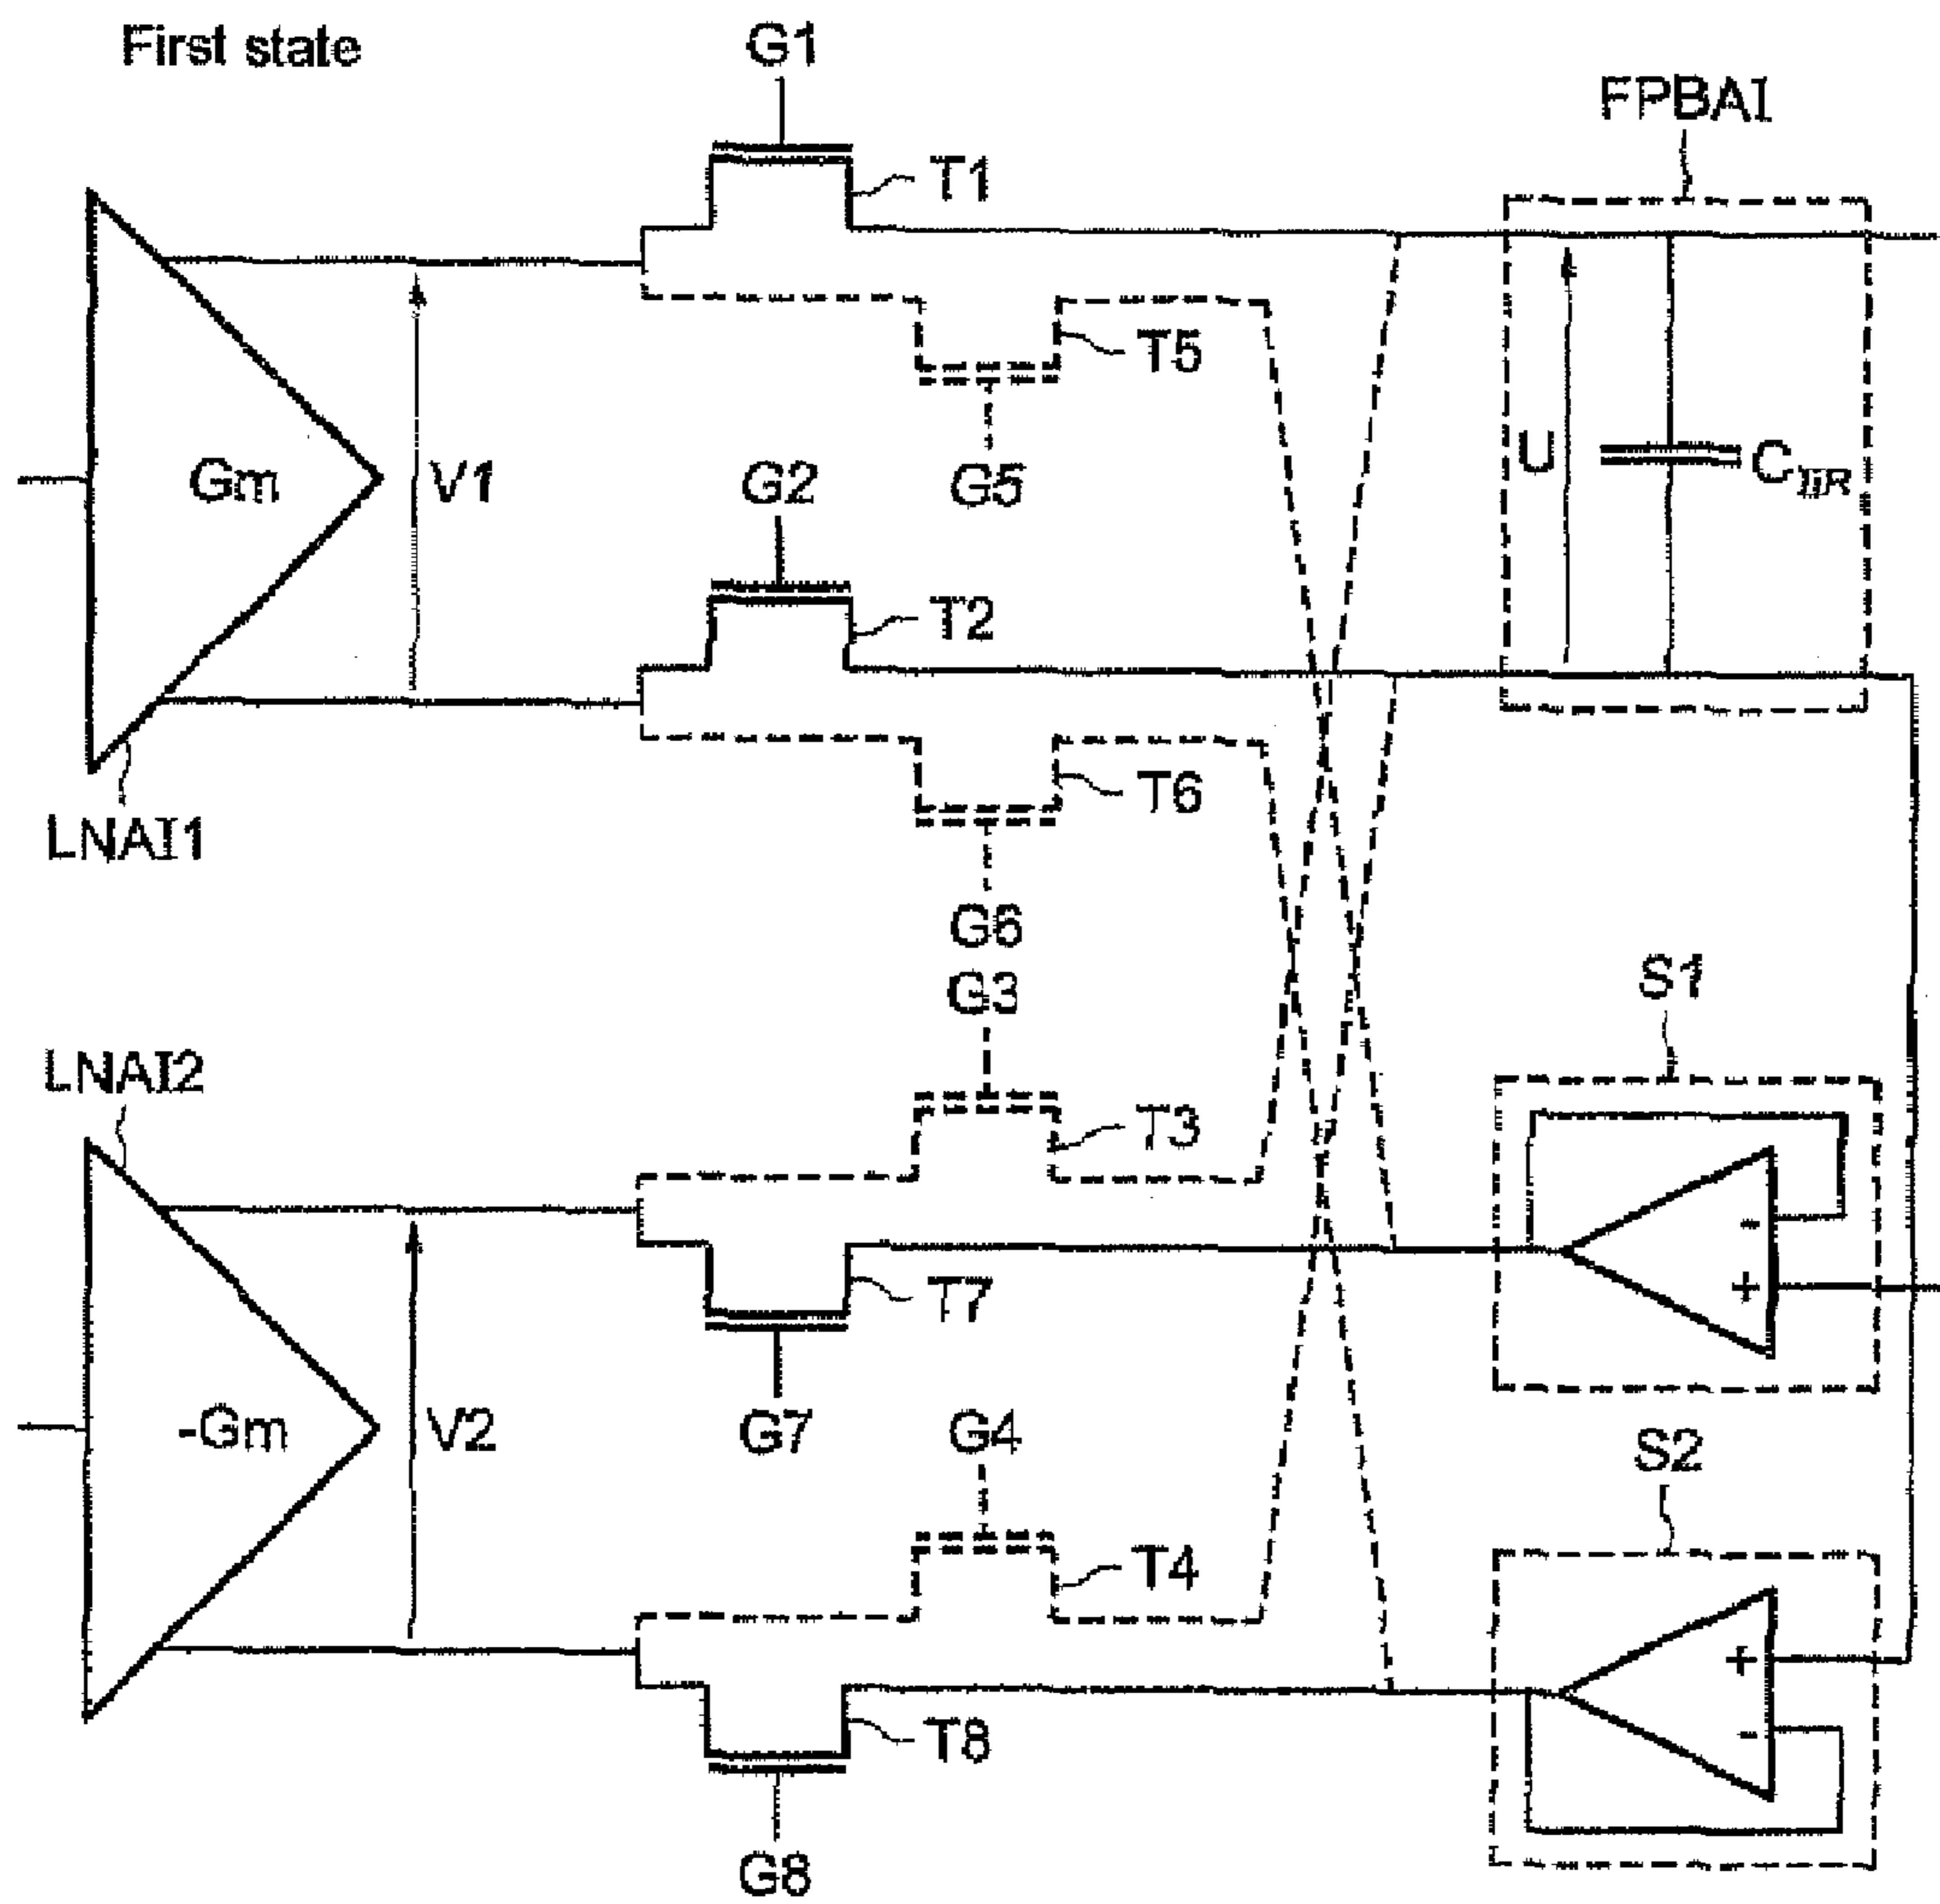 First state
G1
FPBAI
T1
T5
Gm
V1
G2
G5
U
CIIR
T2
T6
LNAI1
G6
G3
S1
LNAI2
T3
-
+
T7
-Gm
V2
G7
G4
S2
T4
+
-
T8
G8